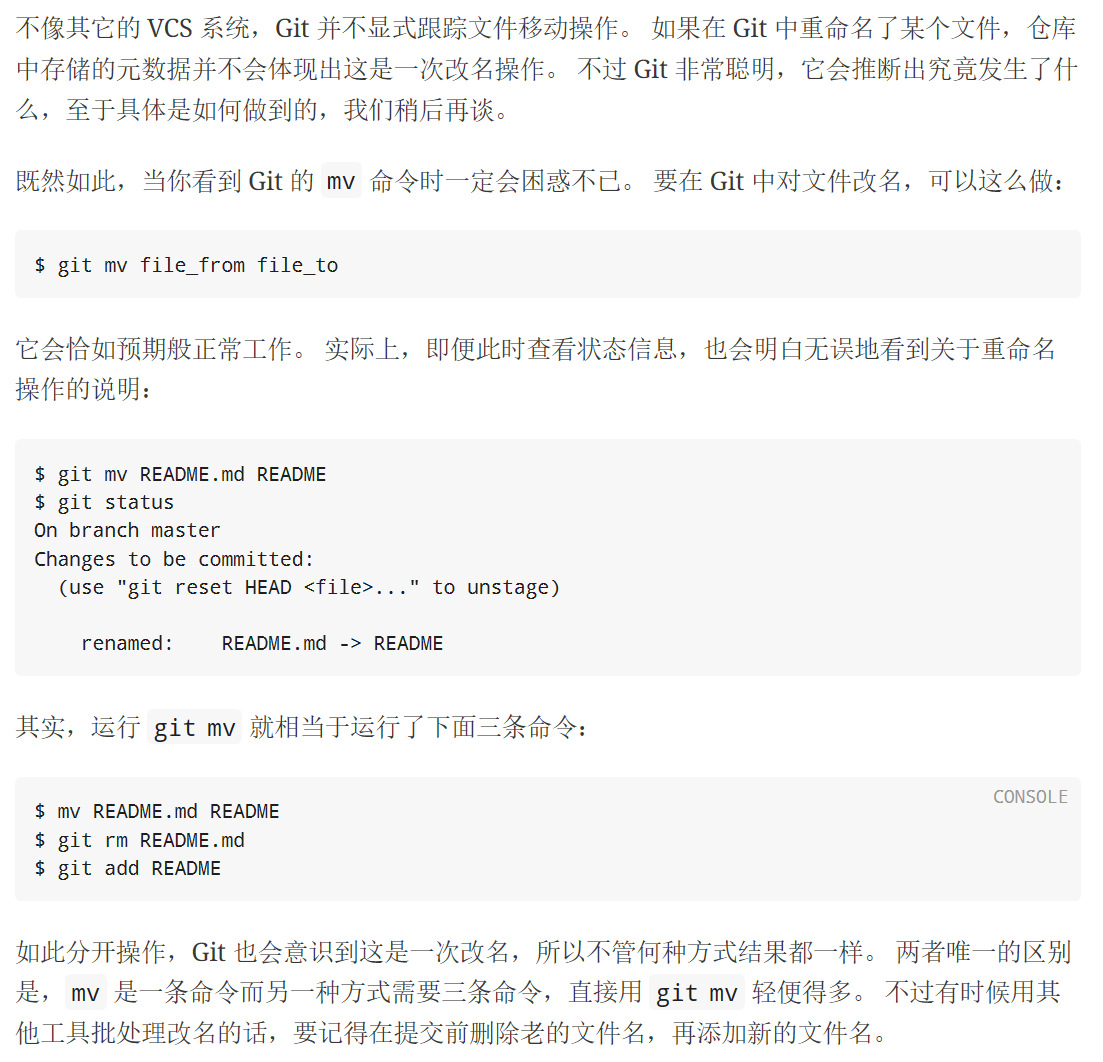 不像其它的 VCS 系统，Git 并不显式跟踪文件移动操作。 如果在 Git 中重命名了某个文件，仓库
中存储的元数据并不会体现出这是一次改名操作。 不过 Git 非常聪明，它会推断出究竟发生了什
么，至于具体是如何做到的，我们稍后再谈。
既然如此，当你看到 Git 的 mv 命令时一定会困惑不已。 要在 Git 中对文件改名，可以这么做：
$ git mv file_from file_to
它会恰如预期般正常工作。 实际上，即便此时查看状态信息，也会明白无误地看到关于重命名
操作的说明：
$ git mv README.md README
$ git status
On branch master
Changes to be committed:
  (use "git reset HEAD <file>..." to unstage)
    renamed:    README.md -> README
其实，运行 git mv 就相当于运行了下面三条命令：
CONSOLE
$ mv README.md README
$ git rm README.md
$ git add README
如此分开操作，Git 也会意识到这是一次改名，所以不管何种方式结果都一样。 两者唯一的区别
是，mv 是一条命令而另一种方式需要三条命令，直接用 git mv 轻便得多。 不过有时候用其
他工具批处理改名的话，要记得在提交前删除老的文件名，再添加新的文件名。